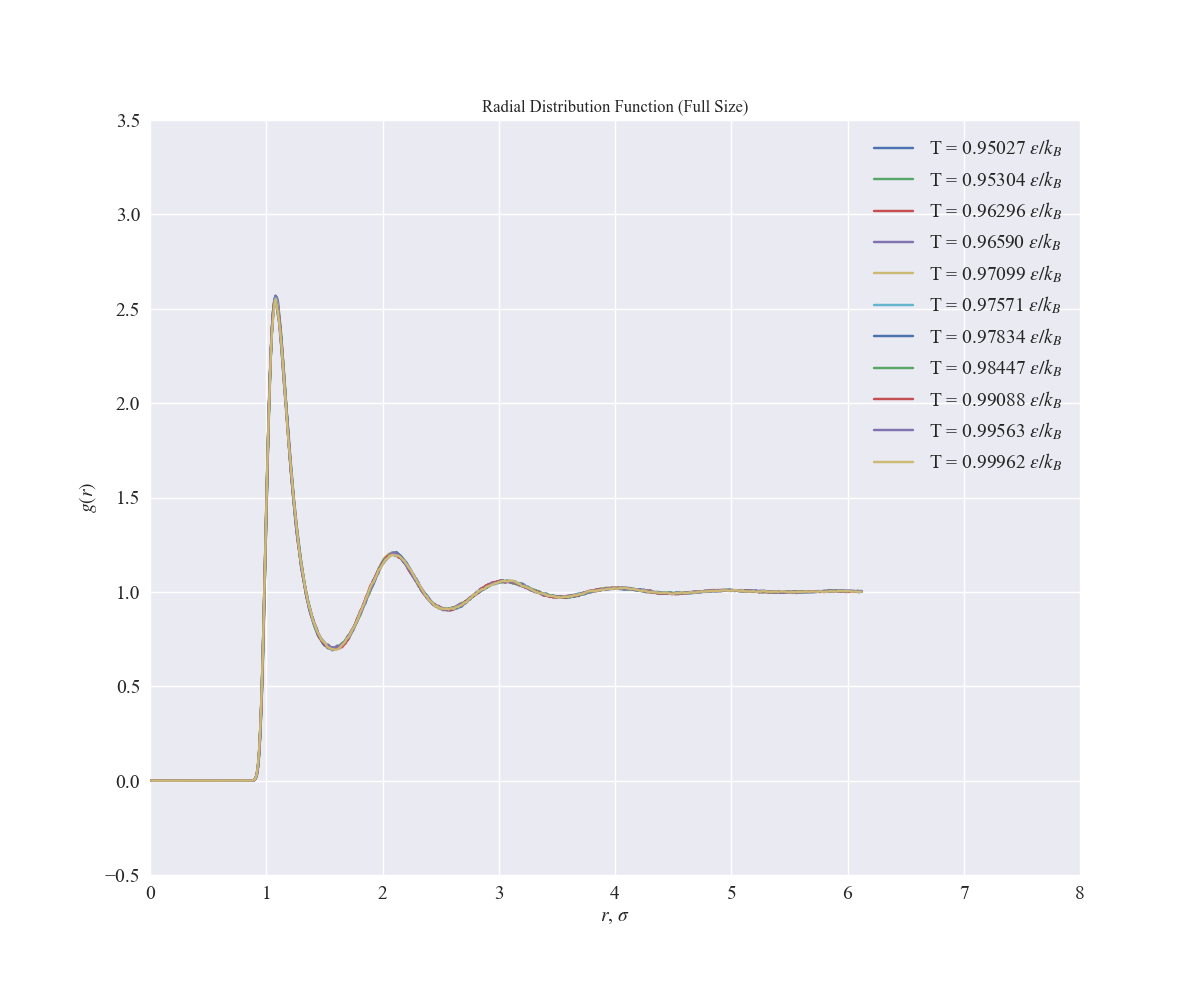 Radial Distribution Function (Full Size)
3.5
3.0
2.5
2.0
1.5
1.0
0.5
0.0
−0.5
g(r)
T = 0.95027 ε/k_B
T = 0.95304 ε/k_B
T = 0.96296 ε/k_B
T = 0.96590 ε/k_B
T = 0.97099 ε/k_B
T = 0.97571 ε/k_B
T = 0.97834 ε/k_B
T = 0.98447 ε/k_B
T = 0.99088 ε/k_B
T = 0.99563 ε/k_B
T = 0.99962 ε/k_B
0 1 2 3 4 5 6 7 8
r, σ